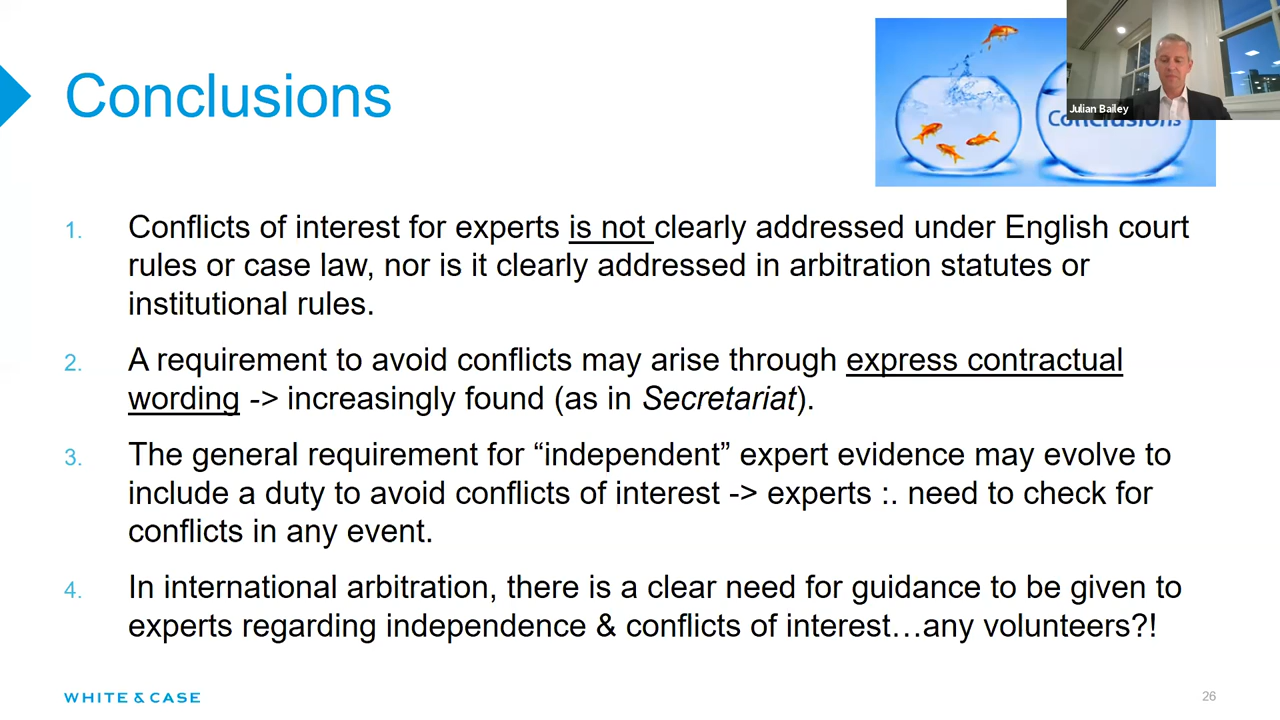 Conclusions
Julian Bailey
Conclusions
1. Conflicts of interest for experts is not clearly addressed under English court
rules or case law, nor is it clearly addressed in arbitration statutes or
institutional rules.
2. A requirement to avoid conflicts may arise through express contractual
wording -> increasingly found (as in Secretariat).
3. The general requirement for “independent” expert evidence may evolve to
include a duty to avoid conflicts of interest -> experts :. need to check for
conflicts in any event.
4. In international arbitration, there is a clear need for guidance to be given to
experts regarding independence & conflicts of interest…any volunteers?!
WHITE & CASE
26